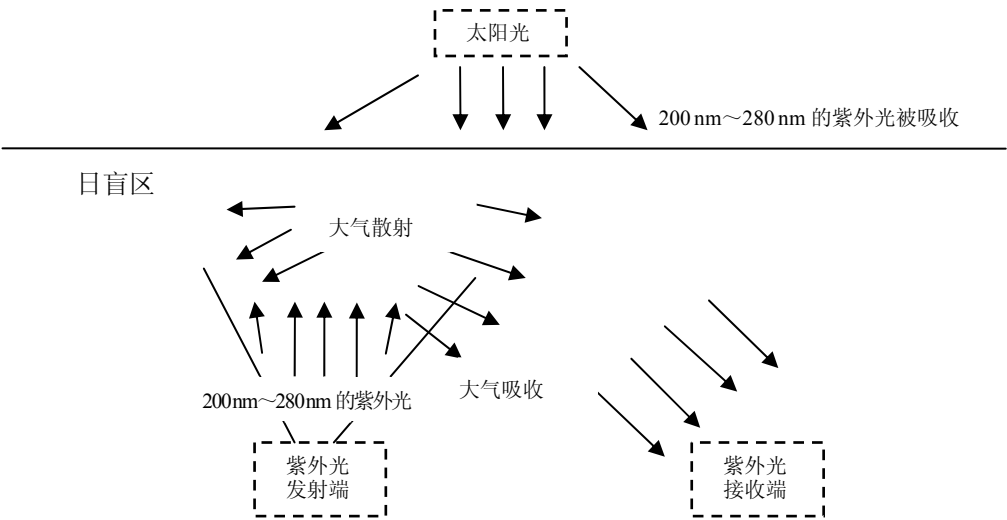 太阳光
200 nm～280 nm 的紫外光被吸收
日盲区
大气散射
大气吸收
200nm～280nm 的紫外光
紫外光
发射端
紫外光
接收端